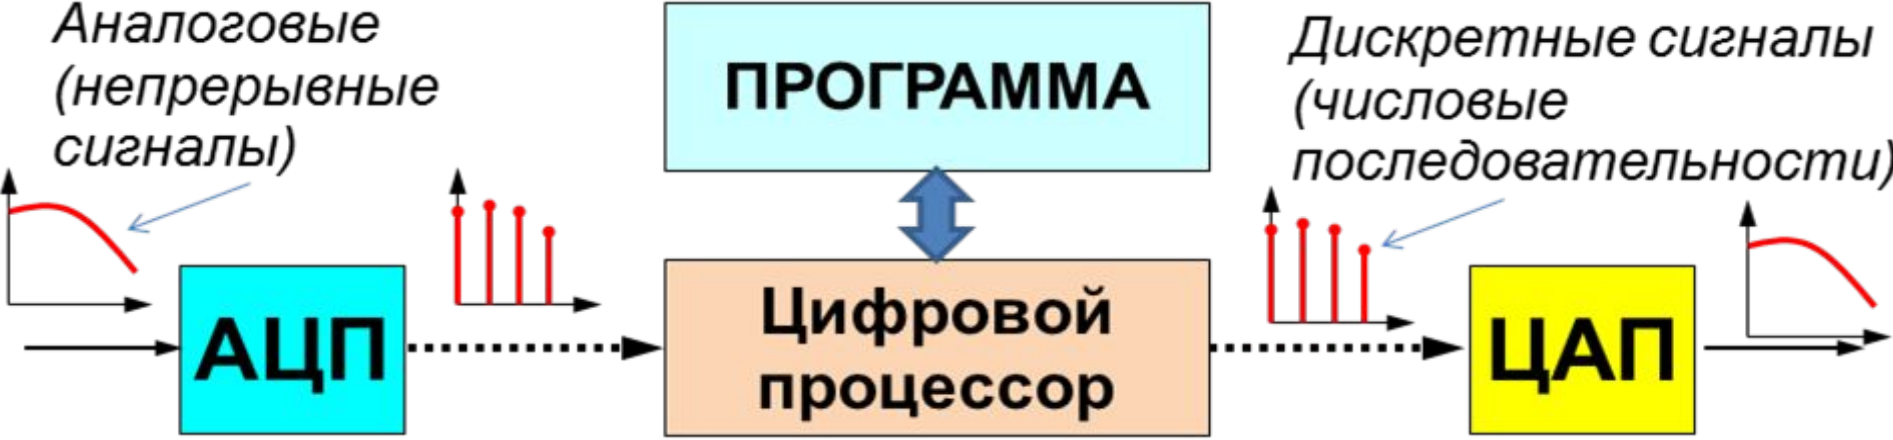 Аналоговые
(непрерывные
сигналы)
ПРОГРАММА
Дискретные сигналы
(числовые
последовательности)
АЦП
Цифровой
процессор
ЦАП